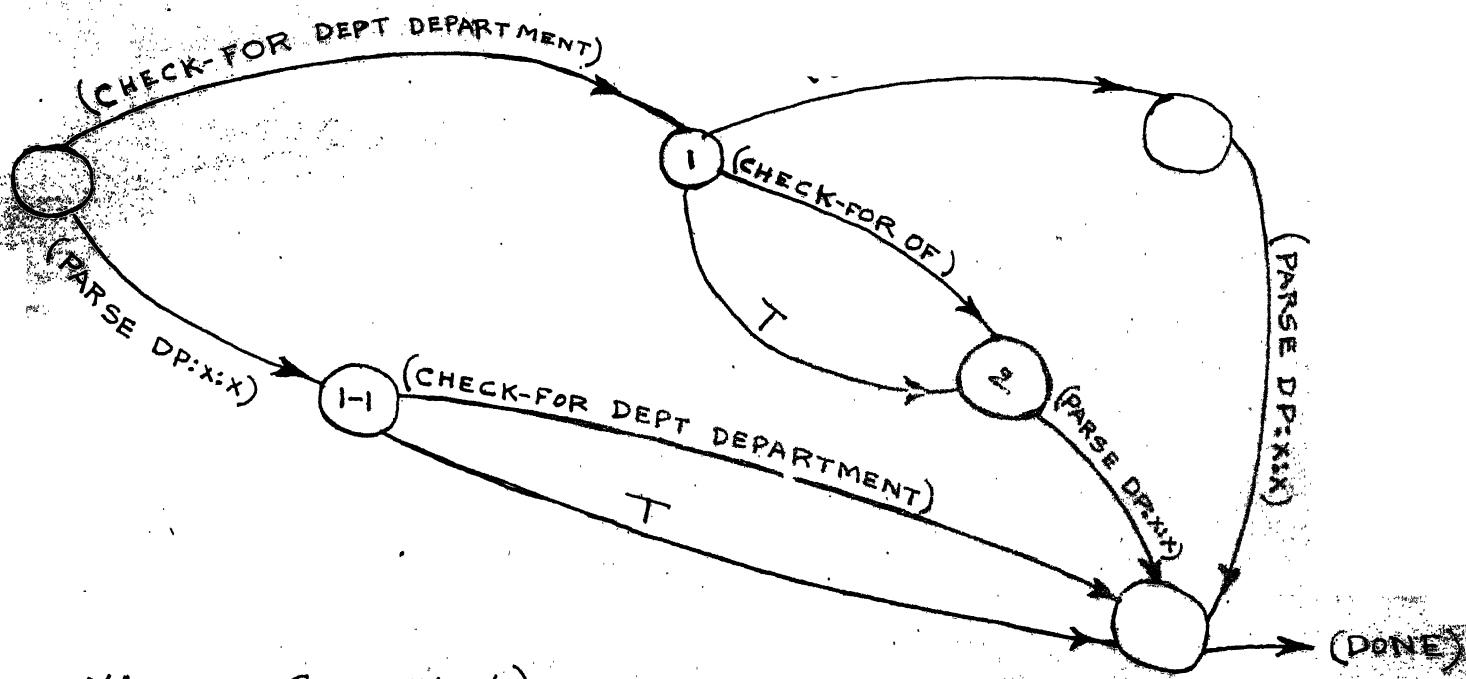 (CHECK-FOR DEPT DEPARTMENT)
1
(CHECK-FOR OF)
(PARSE DP:X:X)
T
(PARSE DP:X:X)
1-1
(CHECK-FOR DEPT DEPARTMENT)
2
(PARSE DP:X:X)
T
(DONE)